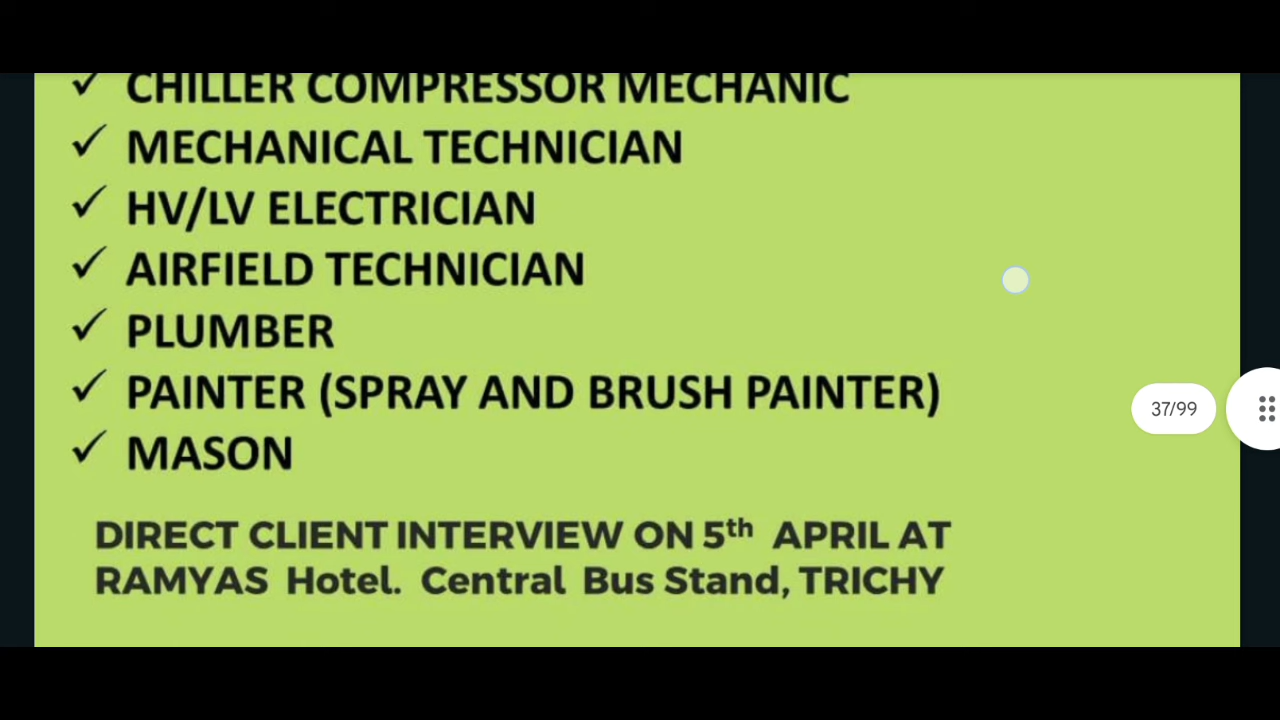 ✓ CHILLER COMPRESSOR MECHANIC
✓ MECHANICAL TECHNICIAN
✓ HV/LV ELECTRICIAN
✓ AIRFIELD TECHNICIAN
✓ PLUMBER
✓ PAINTER (SPRAY AND BRUSH PAINTER)
✓ MASON
37/99
DIRECT CLIENT INTERVIEW ON 5th APRIL AT
RAMYAS Hotel. Central Bus Stand, TRICHY